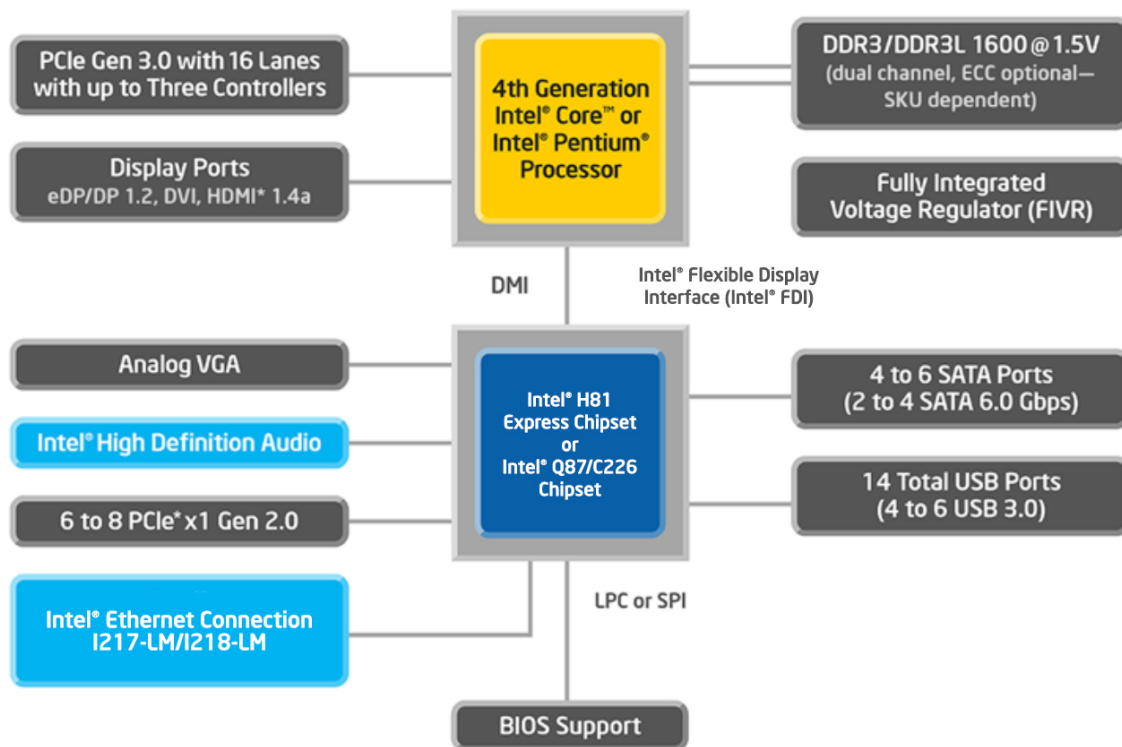 PCIe Gen 3.0 with 16 Lanes
with up to Three Controllers
Display Ports
eDP/DP 1.2, DVI, HDMI* 1.4a
4th Generation
Intel® Core™ or
Intel® Pentium®
Processor
DDR3/DDR3L 1600@1.5V
(dual channel, ECC optional—
SKU dependent)
Fully Integrated
Voltage Regulator (FIVR)
DMI
Intel® Flexible Display
Interface (Intel® FDI)
Analog VGA
Intel® High Definition Audio
6 to 8 PCIe* x1 Gen 2.0
Intel® Ethernet Connection
I217-LM/I218-LM
Intel® H81
Express Chipset
or
Intel® Q87/C226
Chipset
4 to 6 SATA Ports
(2 to 4 SATA 6.0 Gbps)
14 Total USB Ports
(4 to 6 USB 3.0)
LPC or SPI
BIOS Support